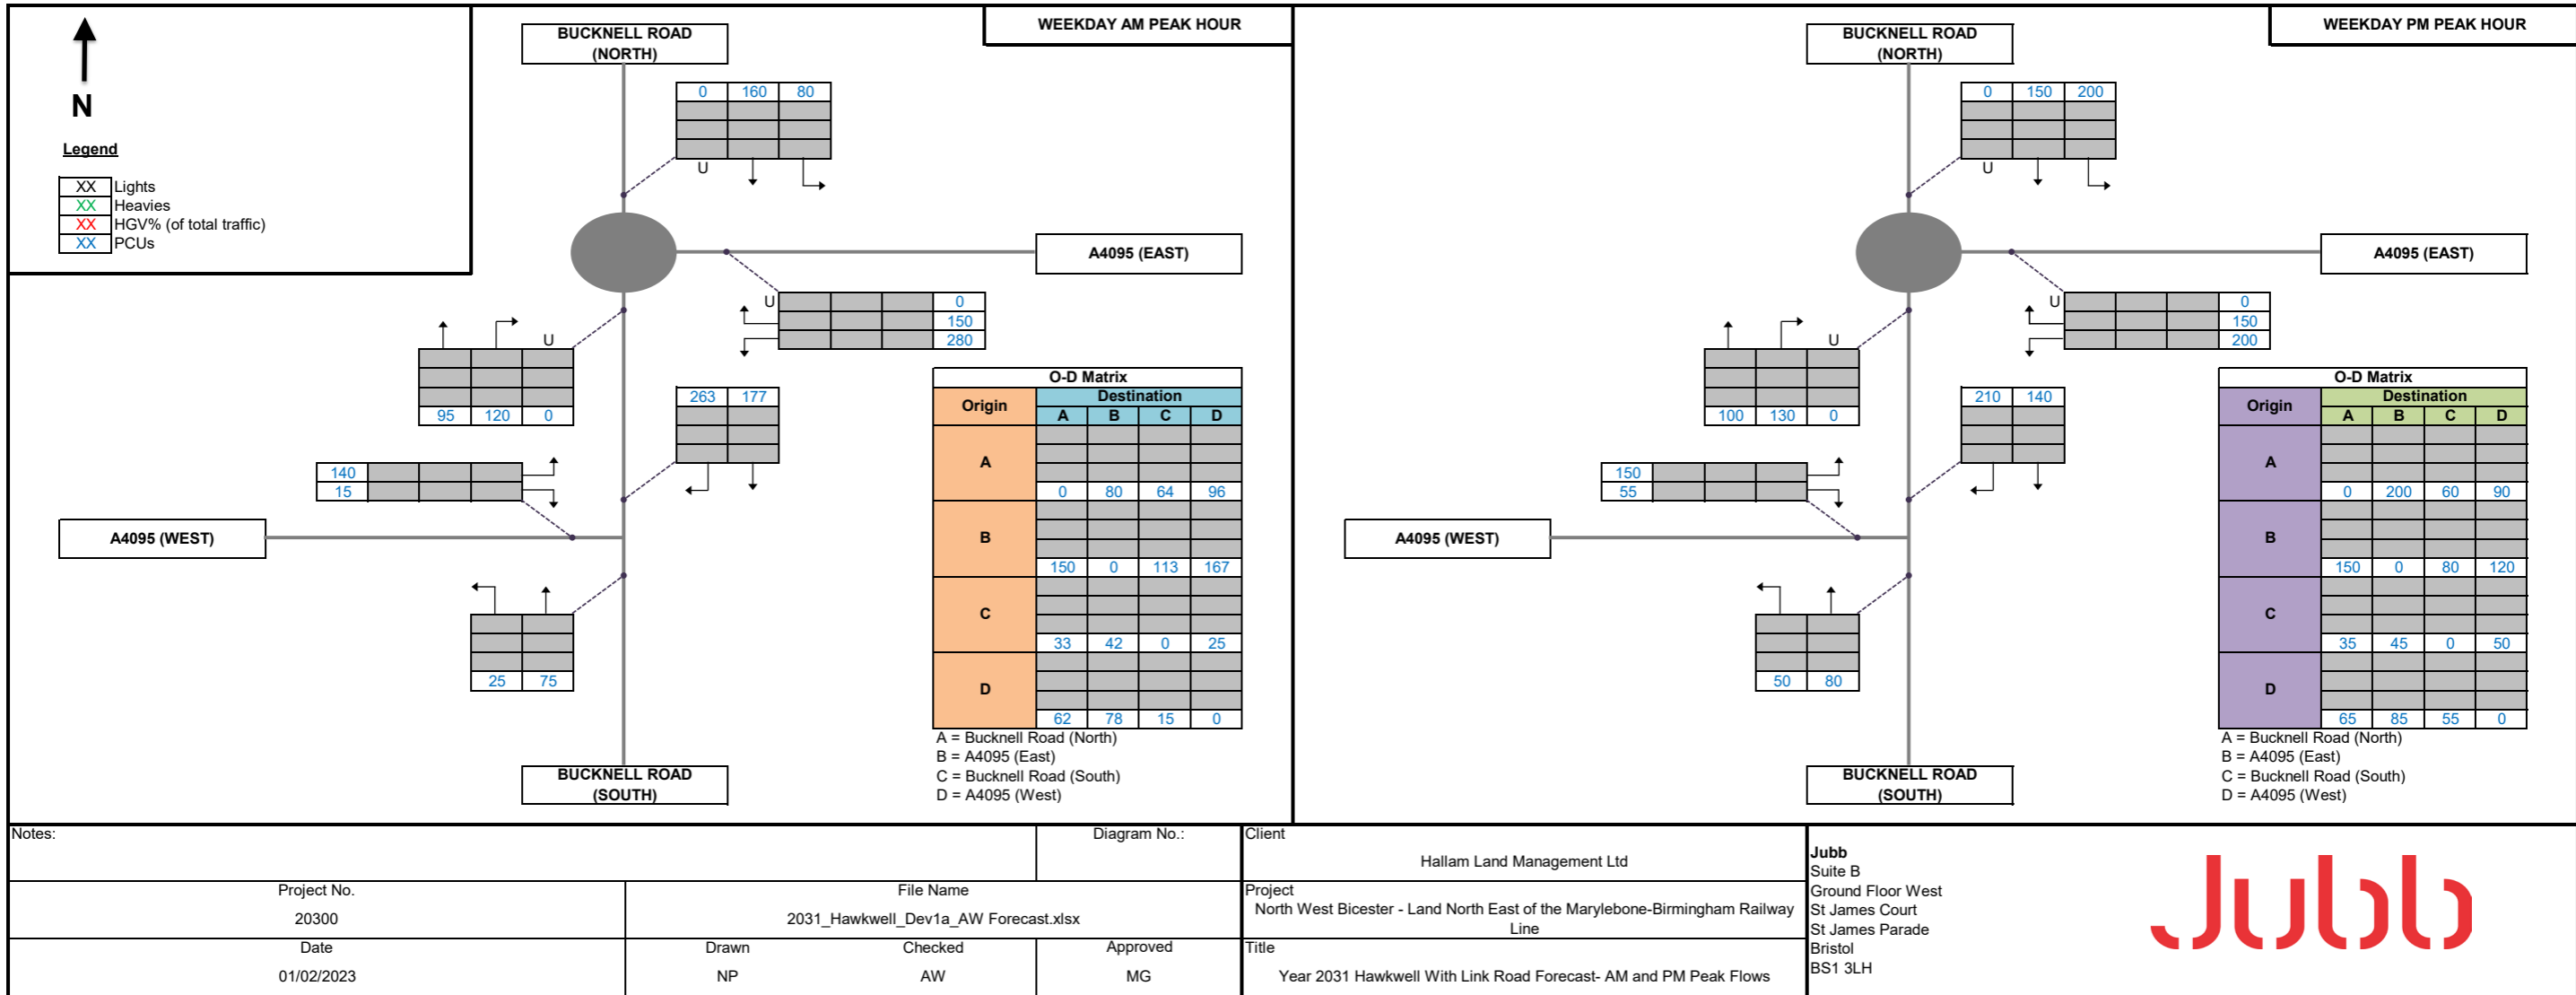 WEEKDAY AM PEAK HOUR
BUCKNELL ROAD
(NORTH)
N
Legend
XX Lights
XX Heavies
XX HGV% (of total traffic)
XX PCUs
0 160 80
U
A4095 (EAST)
U 0
150
280
U
95 120 0
263 177
140
15
A4095 (WEST)
25 75
BUCKNELL ROAD
(SOUTH)
O-D Matrix
Origin Destination
A B C D
A
0 80 64 96
B
150 0 113 167
C
33 42 0 25
D
62 78 15 0
A = Bucknell Road (North)
B = A4095 (East)
C = Bucknell Road (South)
D = A4095 (West)
WEEKDAY PM PEAK HOUR
BUCKNELL ROAD
(NORTH)
0 150 200
U
A4095 (EAST)
U 0
150
200
U
100 130 0
210 140
150
55
A4095 (WEST)
50 80
BUCKNELL ROAD
(SOUTH)
O-D Matrix
Origin Destination
A B C D
A
0 200 60 90
B
150 0 80 120
C
35 45 0 50
D
65 85 55 0
A = Bucknell Road (North)
B = A4095 (East)
C = Bucknell Road (South)
D = A4095 (West)
Notes:
Diagram No.:
Client
Hallam Land Management Ltd
Project No.
20300
File Name
2031_Hawkwell_Dev1a_AW Forecast.xlsx
Project
North West Bicester - Land North East of the Marylebone-Birmingham Railway
Line
Date
01/02/2023
Drawn
NP
Checked
AW
Approved
MG
Title
Year 2031 Hawkwell With Link Road Forecast- AM and PM Peak Flows
Jubb
Suite B
Ground Floor West
St James Court
St James Parade
Bristol
BS1 3LH
Jubb